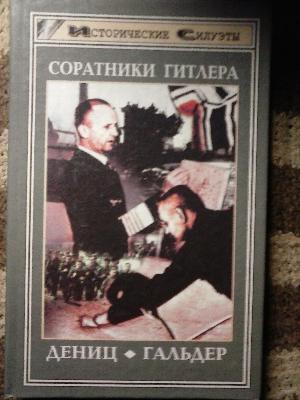 Исторические Силуэты
СОРАТНИКИ ГИТЛЕРА
ДЕНИЦ ◆ ГАЛЬДЕР